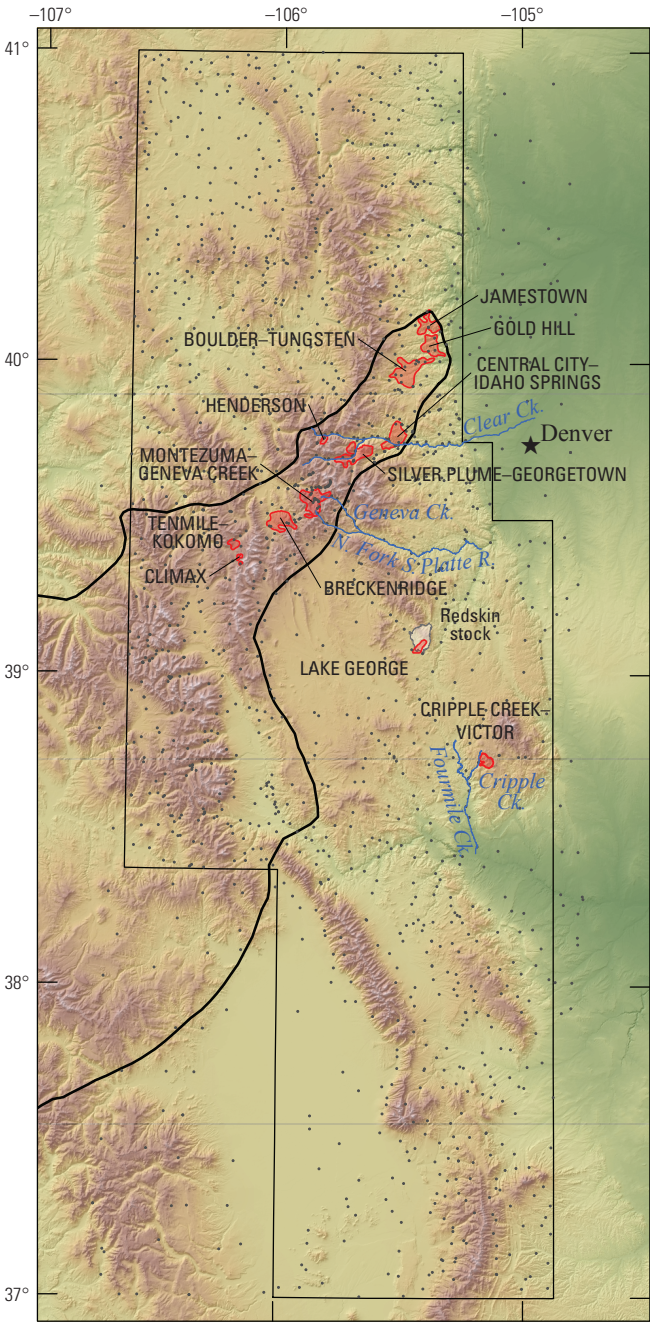 –107°
–106°
–105°
41°
JAMESTOWN
GOLD HILL
BOULDER–TUNGSTEN
40°
CENTRAL CITY–
IDAHO SPRINGS
HENDERSON
Clear Ck.
Denver
MONTEZUMA–
GENEVA CREEK
SILVER PLUME–GEORGETOWN
Geneva Ck.
TENMILE–
KOKOMO
N. Fork S Platte R.
CLIMAX
BRECKENRIDGE
Redskin
stock
39°
LAKE GEORGE
CRIPPLE CREEK–
VICTOR
Fourmile Ck.
Cripple
Ck.
38°
37°